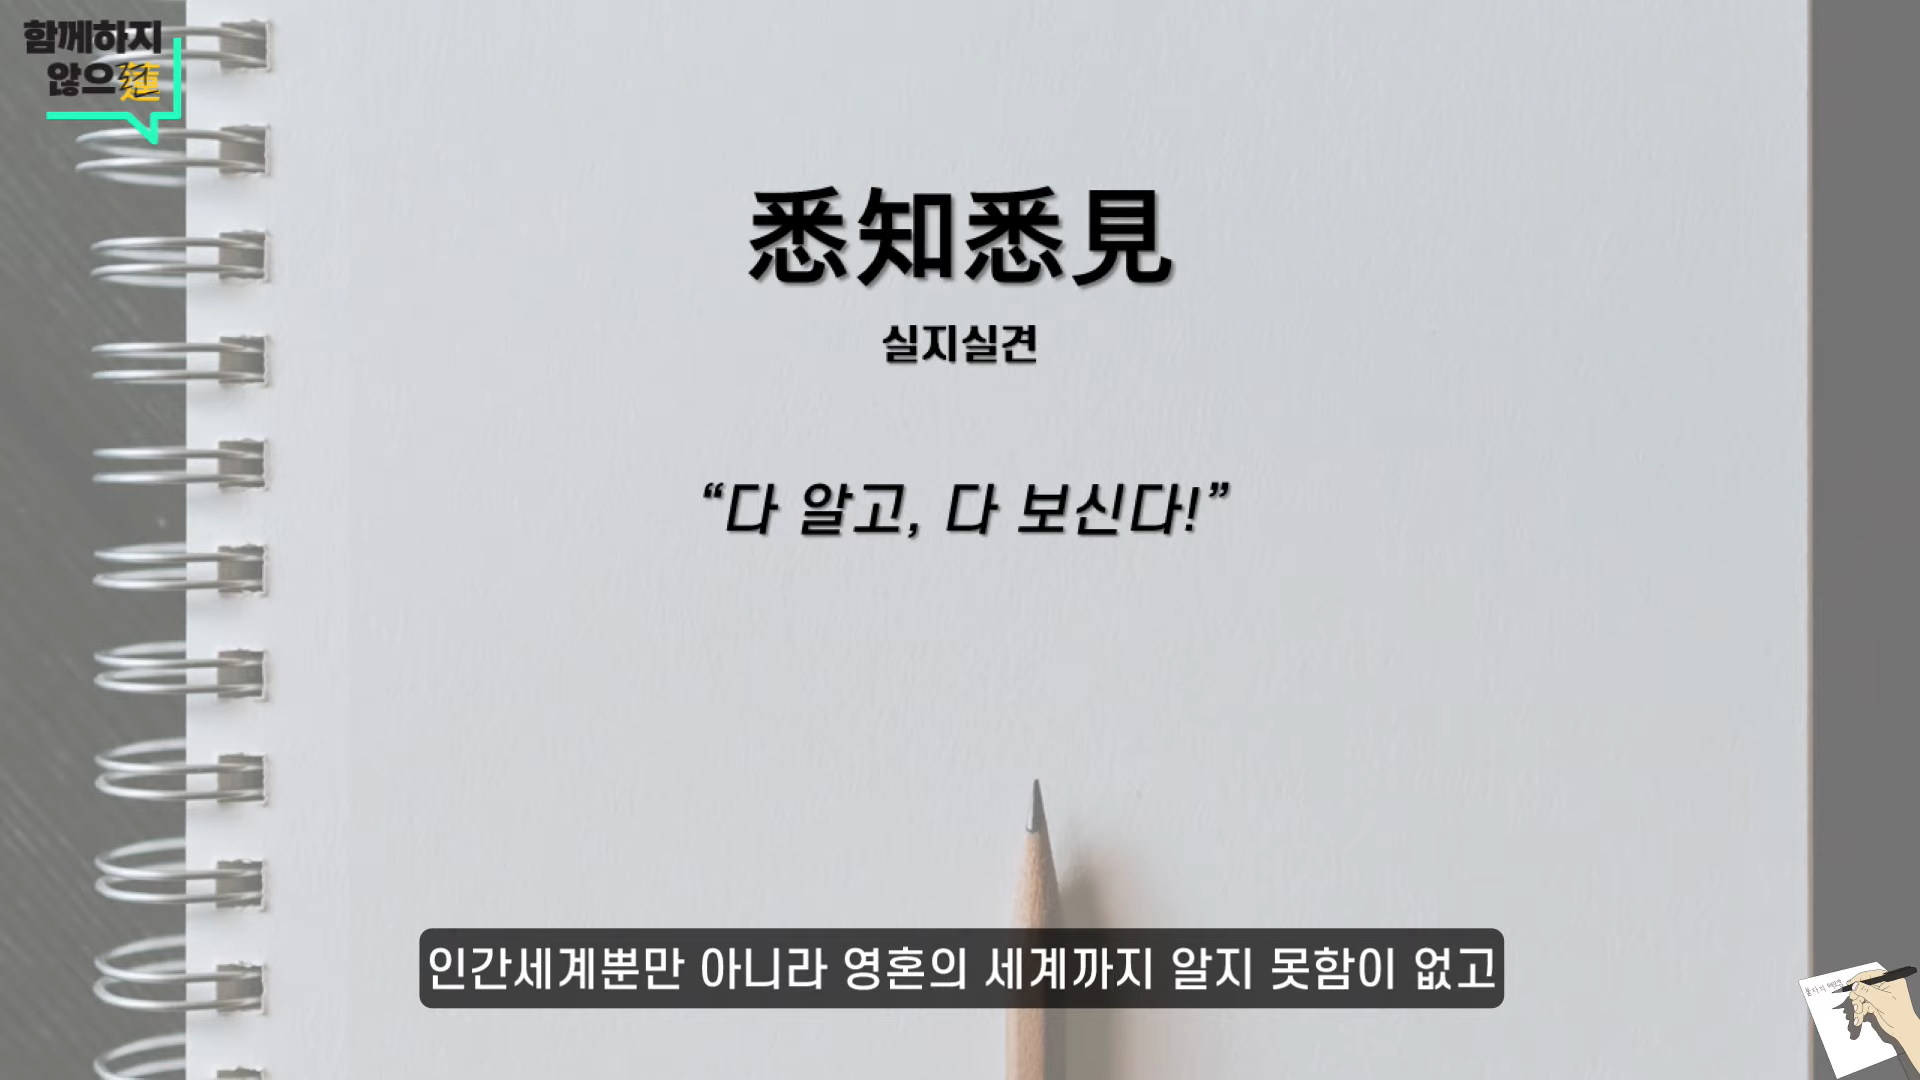 함께하지
않으련
悉知悉見
실지실견
“다 알고, 다 보신다!”
인간세계뿐만 아니라 영혼의 세계까지 알지 못함이 없고